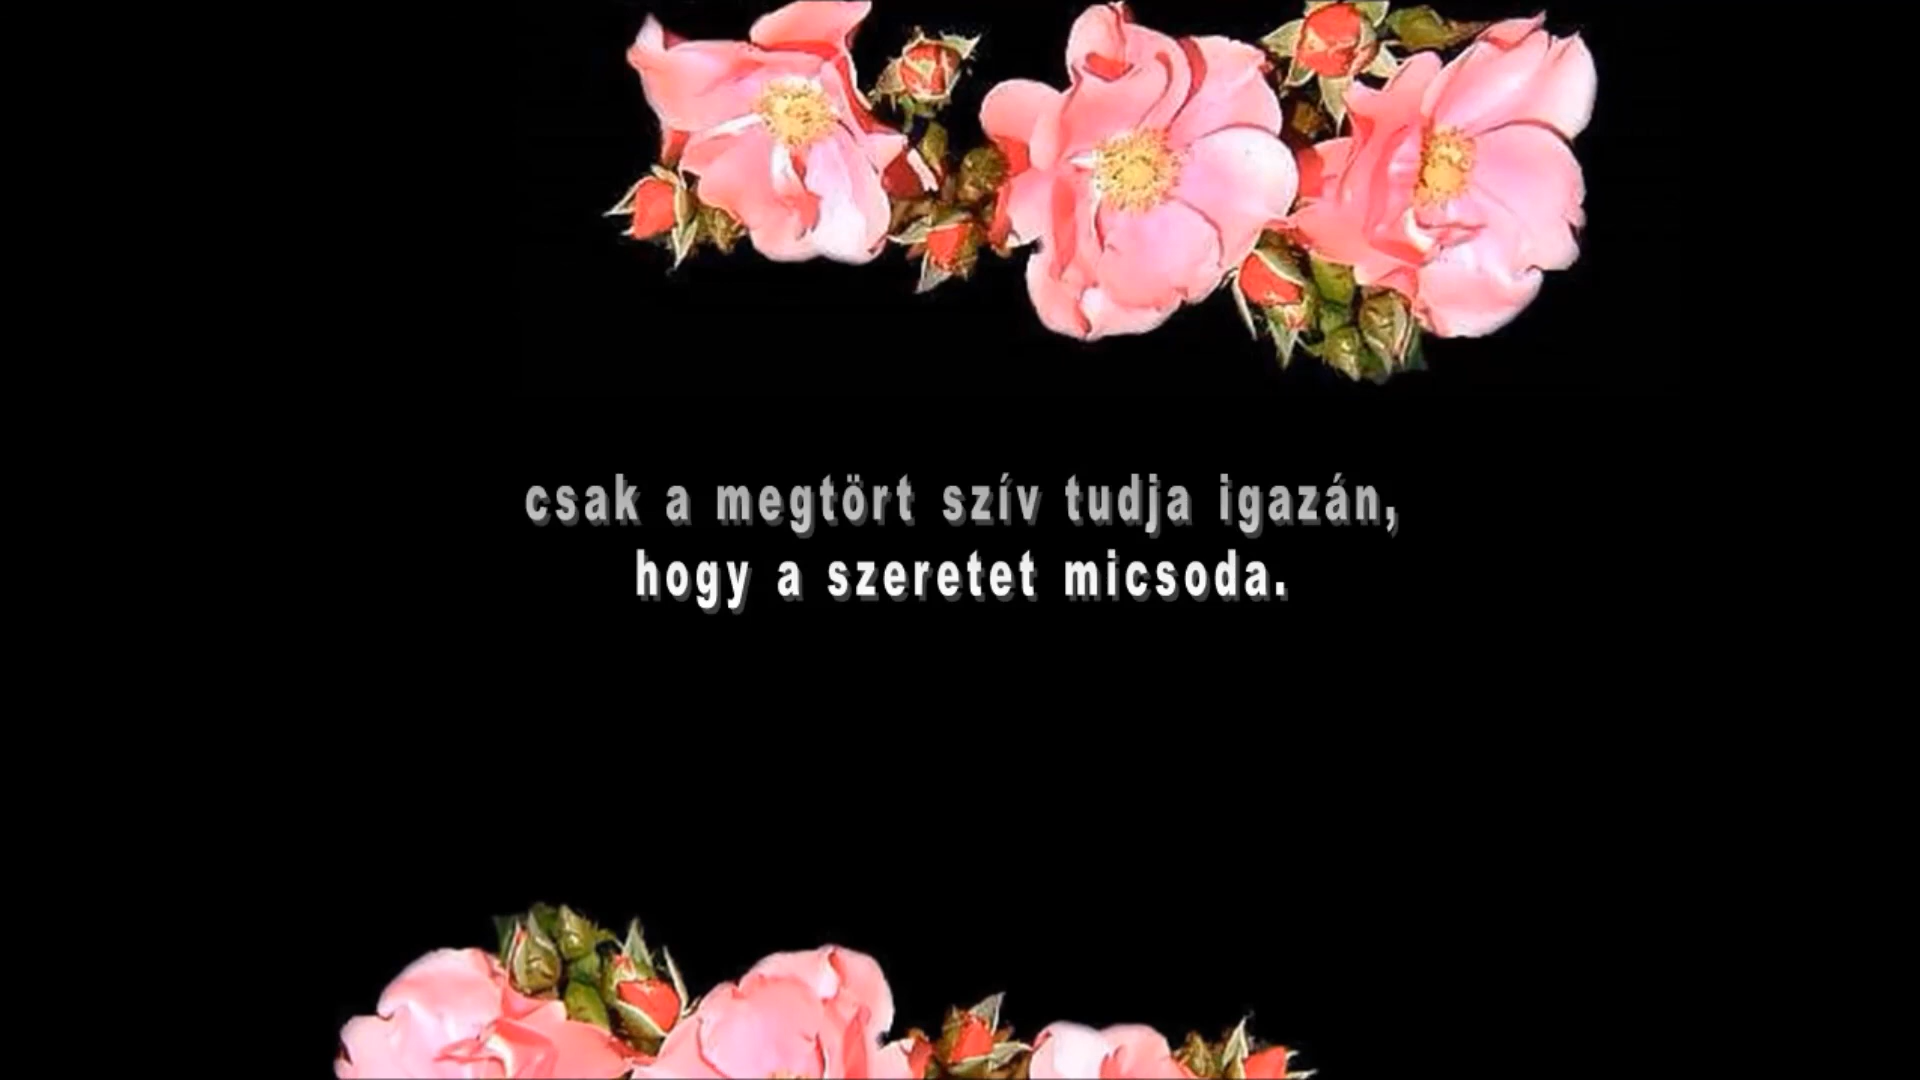 csak a megtört szív tudja igazán,
hogy a szeretet micsoda.